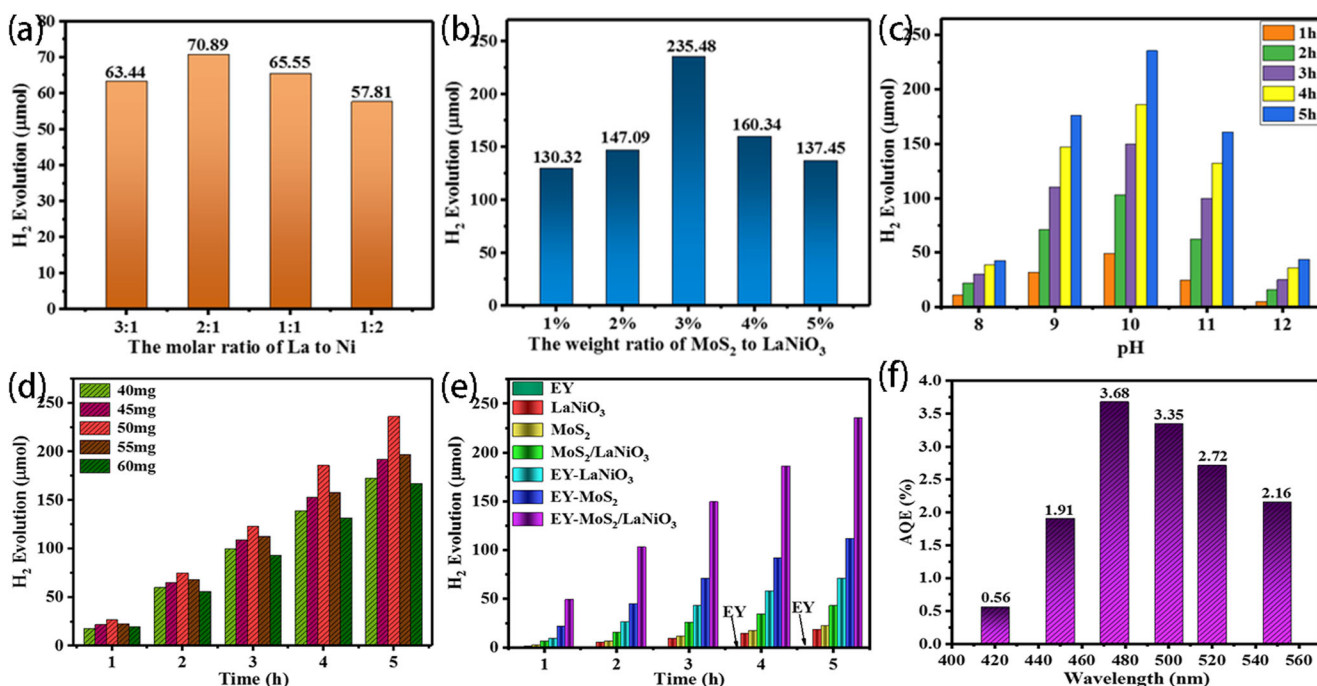 (a)
H₂ Evolution (μmol)
80
70
60
50
40
30
20
10
0
63.44
70.89
65.55
57.81
3:1 2:1 1:1 1:2
The molar ratio of La to Ni
(b)
H₂ Evolution (μmol)
250
200
150
100
50
0
130.32
147.09
235.48
160.34
137.45
1% 2% 3% 4% 5%
The weight ratio of MoS₂ to LaNiO₃
(c)
H₂ Evolution (μmol)
250
200
150
100
50
0
1h
2h
3h
4h
5h
8 9 10 11 12
pH
(d)
H₂ Evolution (μmol)
250
200
150
100
50
0
40mg
45mg
50mg
55mg
60mg
1 2 3 4 5
Time (h)
(e)
H₂ Evolution (μmol)
250
200
150
100
50
0
EY
LaNiO₃
MoS₂
MoS₂/LaNiO₃
EY-LaNiO₃
EY-MoS₂
EY-MoS₂/LaNiO₃
EY
EY
1 2 3 4 5
Time (h)
(f)
AQE (%)
4.0
3.5
3.0
2.5
2.0
1.5
1.0
0.5
0.0
0.56
1.91
3.68
3.35
2.72
2.16
400 420 440 460 480 500 520 540 560
Wavelength (nm)